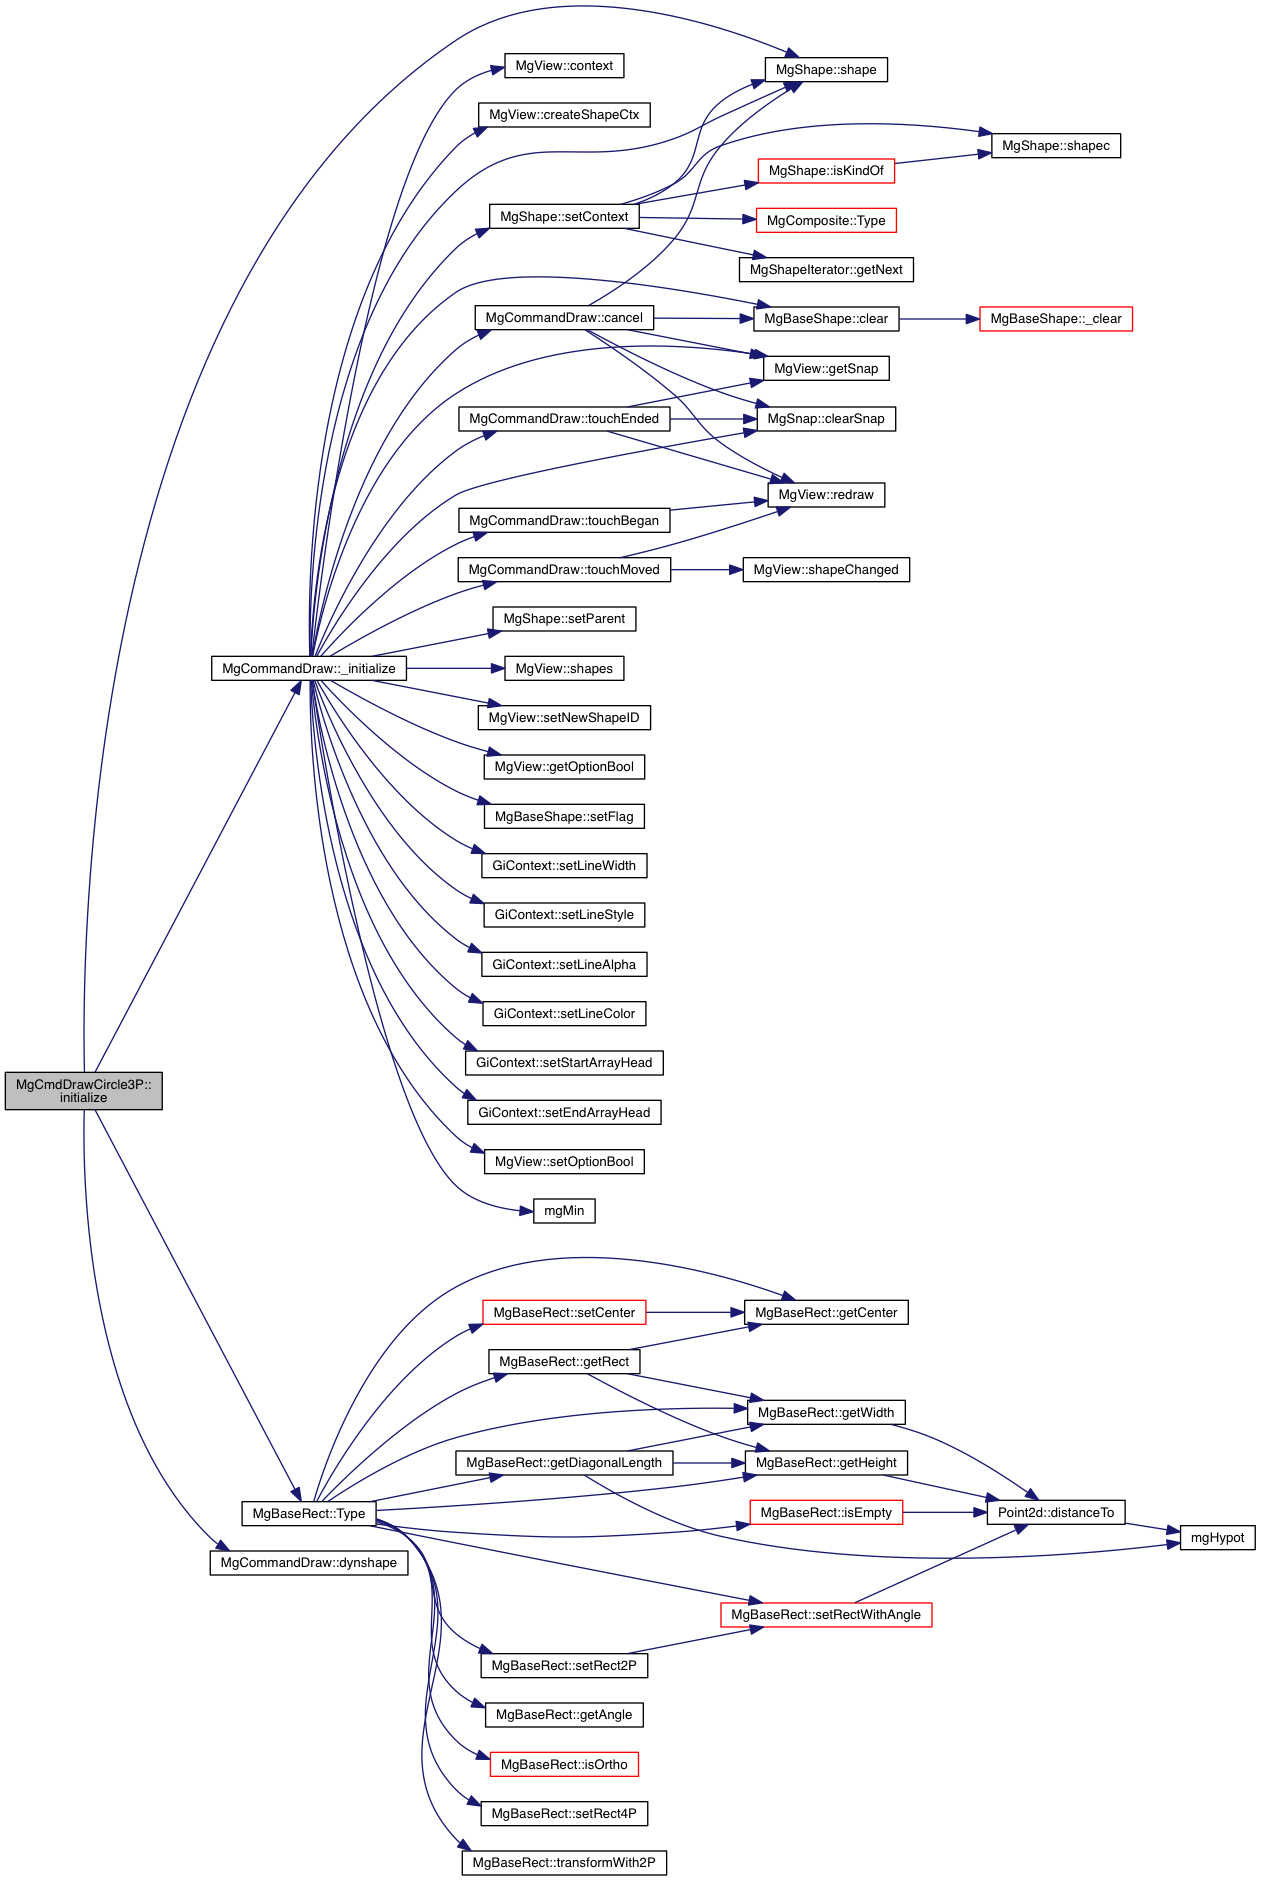 MgView::context
MgShape::shape
MgView::createShapeCtx
MgShape::shapec
MgShape::isKindOf
MgShape::setContext
MgComposite::Type
MgShapeIterator::getNext
MgCommandDraw::cancel
MgBaseShape::clear
MgBaseShape::_clear
MgView::getSnap
MgCommandDraw::touchEnded
MgSnap::clearSnap
MgView::redraw
MgCommandDraw::touchBegan
MgCommandDraw::touchMoved
MgView::shapeChanged
MgShape::setParent
MgCommandDraw::_initialize
MgView::shapes
MgView::setNewShapeID
MgView::getOptionBool
MgBaseShape::setFlag
GiContext::setLineWidth
GiContext::setLineStyle
GiContext::setLineAlpha
GiContext::setLineColor
GiContext::setStartArrayHead
MgCmdDrawCircle3P::
initialize
GiContext::setEndArrayHead
MgView::setOptionBool
mgMin
MgBaseRect::setCenter
MgBaseRect::getCenter
MgBaseRect::getRect
MgBaseRect::getWidth
MgBaseRect::getDiagonalLength
MgBaseRect::getHeight
MgBaseRect::Type
MgBaseRect::isEmpty
Point2d::distanceTo
mgHypot
MgCommandDraw::dynshape
MgBaseRect::setRectWithAngle
MgBaseRect::setRect2P
MgBaseRect::getAngle
MgBaseRect::isOrtho
MgBaseRect::setRect4P
MgBaseRect::transformWith2P